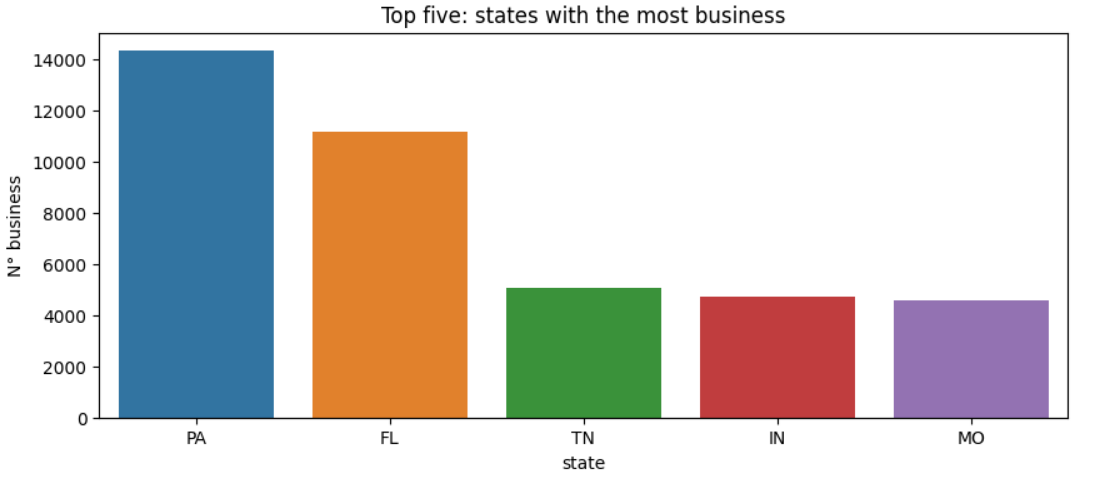 Top five: states with the most business
14000
12000
10000
8000
6000
4000
2000
0
N° business
PA FL TN IN MO
state